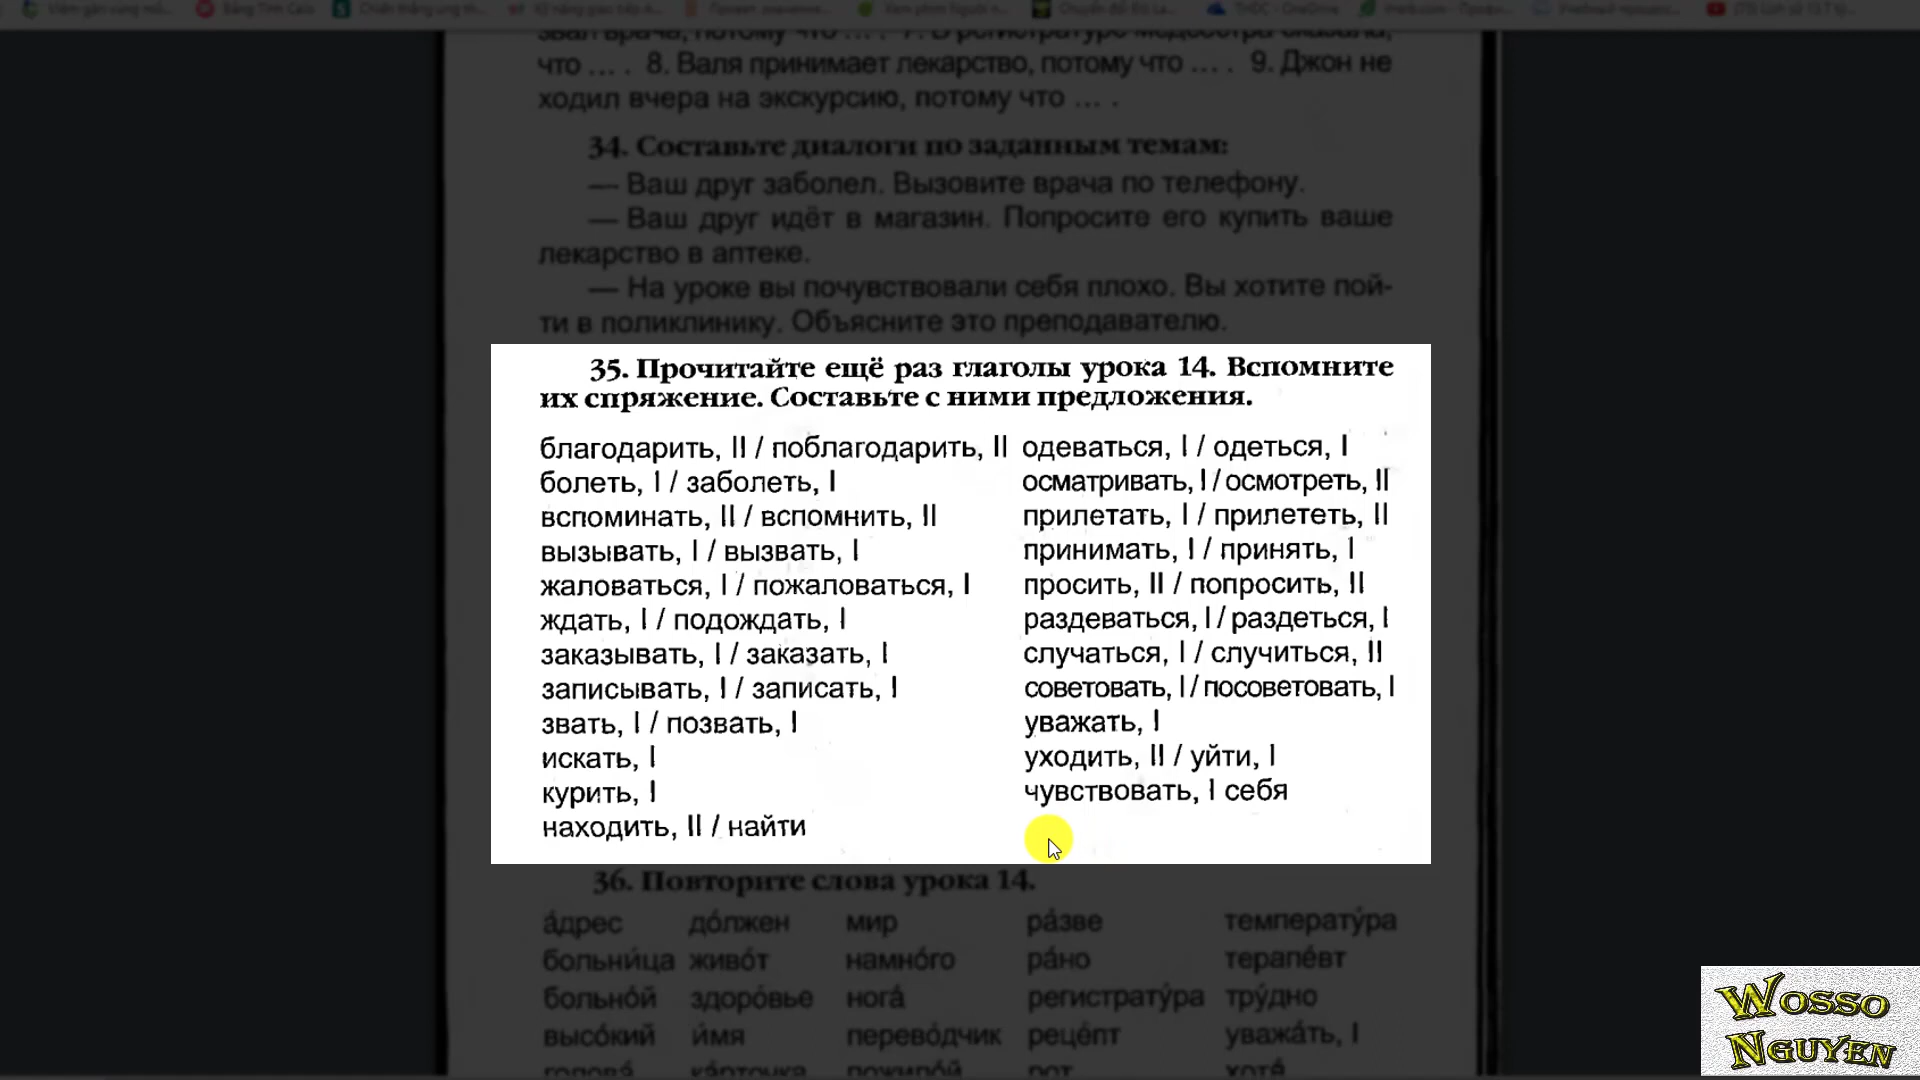 что ... . 8. Валя принимает лекарство, потому что ... . 9. Джон не
ходил вчера на экскурсию, потому что ... .
34. Составьте диалоги по заданным темам:
— Ваш друг заболел. Вызовите врача по телефону.
— Ваш друг идёт в магазин. Попросите его купить ваше
лекарство в аптеке.
— На уроке вы почувствовали себя плохо. Вы хотите пой-
ти в поликлинику. Объясните это преподавателю.
35. Прочитайте ещё раз глаголы урока 14. Вспомните
их спряжение. Составьте с ними предложения.
благодарить, II / поблагодарить, II
болеть, I / заболеть, I
вспоминать, II / вспомнить, II
вызывать, I / вызвать, I
жаловаться, I / пожаловаться, I
ждать, I / подождать, I
заказывать, I / заказать, I
записывать, I / записать, I
звать, I / позвать, I
искать, I
курить, I
находить, II / найти
одеваться, I / одеться, I
осматривать, I / осмотреть, II
прилетать, I / прилететь, II
принимать, I / принять, I
просить, II / попросить, II
раздеваться, I / раздеться, I
случаться, I / случиться, II
советовать, I / посоветовать, I
уважать, I
уходить, II / уйти, I
чувствовать, I себя
36. Повторите слова урока 14.
а́дрес до́лжен мир ра́зве температу́ра
больни́ца живо́т намно́го ра́но терапе́вт
больно́й здоро́вье нога́ регистрату́ра тру́дно
высо́кий и́мя перево́дчик реце́пт уважа́ть, I
голова́ ка́рточка пожило́й рот хотя́
Wosso
Nguyen